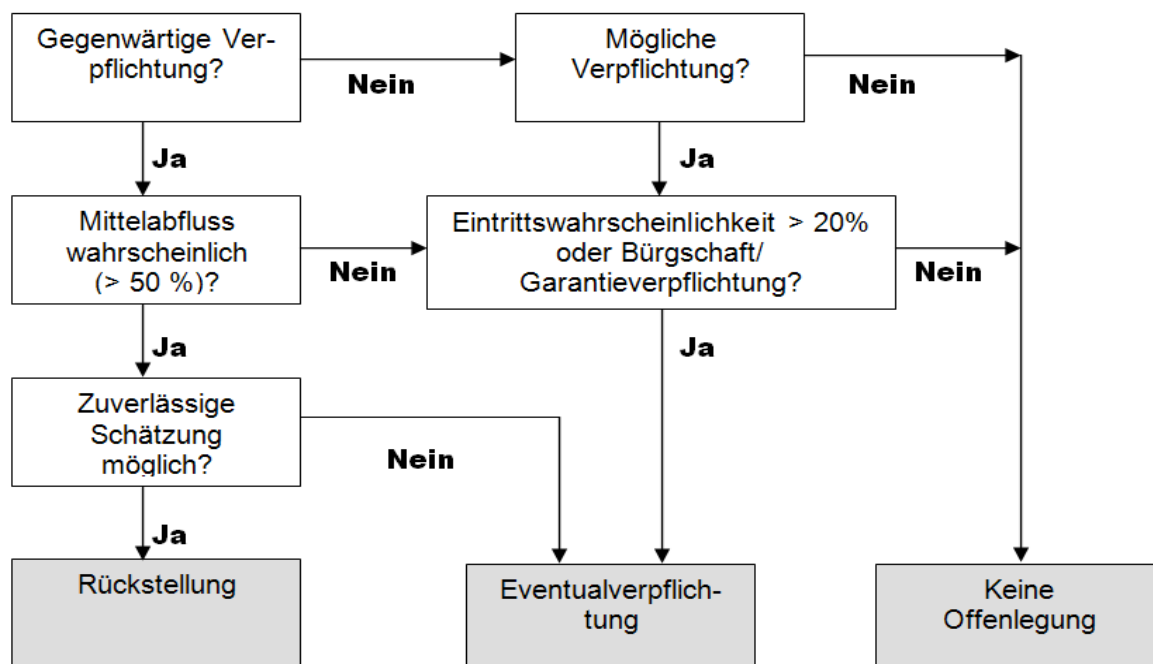 Gegenwärtige Ver-
pflichtung?
Nein
Mögliche
Verpflichtung?
Nein
Ja
Ja
Mittelabfluss
wahrscheinlich
(> 50 %)?
Nein
Eintrittswahrscheinlichkeit > 20%
oder Bürgschaft/
Garantieverpflichtung?
Nein
Ja
Ja
Zuverlässige
Schätzung
möglich?
Nein
Ja
Rückstellung
Eventualverpflich-
tung
Keine
Offenlegung